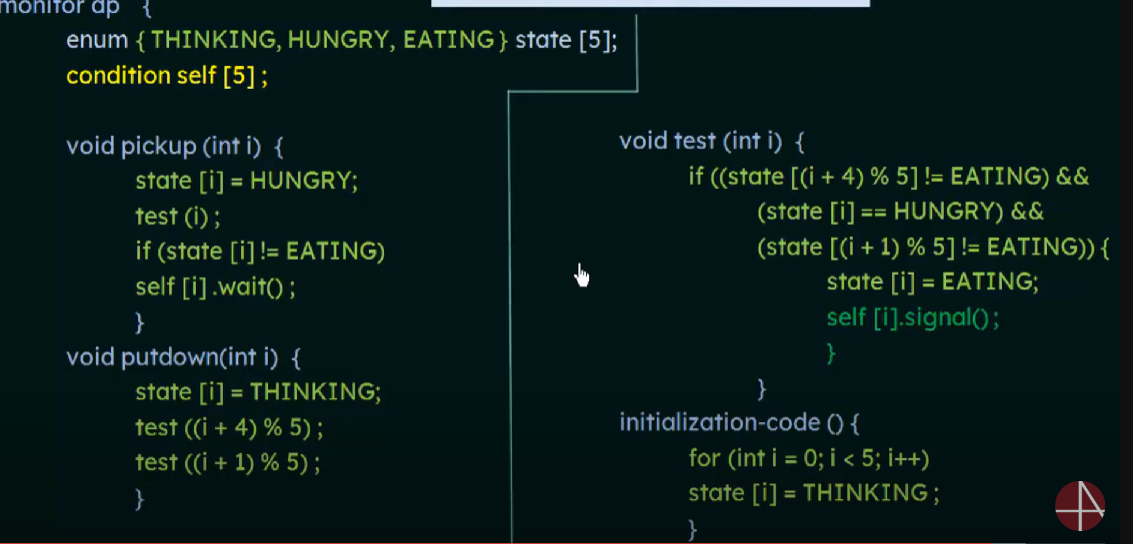 monitor dp {
enum { THINKING, HUNGRY, EATING } state [5];
condition self [5] ;
void pickup (int i) {
state [i] = HUNGRY;
test (i) ;
if (state [i] != EATING)
self [i] .wait() ;
}
void putdown(int i) {
state [i] = THINKING;
test ((i + 4) % 5) ;
test ((i + 1) % 5) ;
}
void test (int i) {
if ((state [(i + 4) % 5] != EATING) &&
(state [i] == HUNGRY) &&
(state [(i + 1) % 5] != EATING)) {
state [i] = EATING;
self [i].signal() ;
}
}
initialization-code () {
for (int i = 0; i < 5; i++)
state [i] = THINKING ;
}